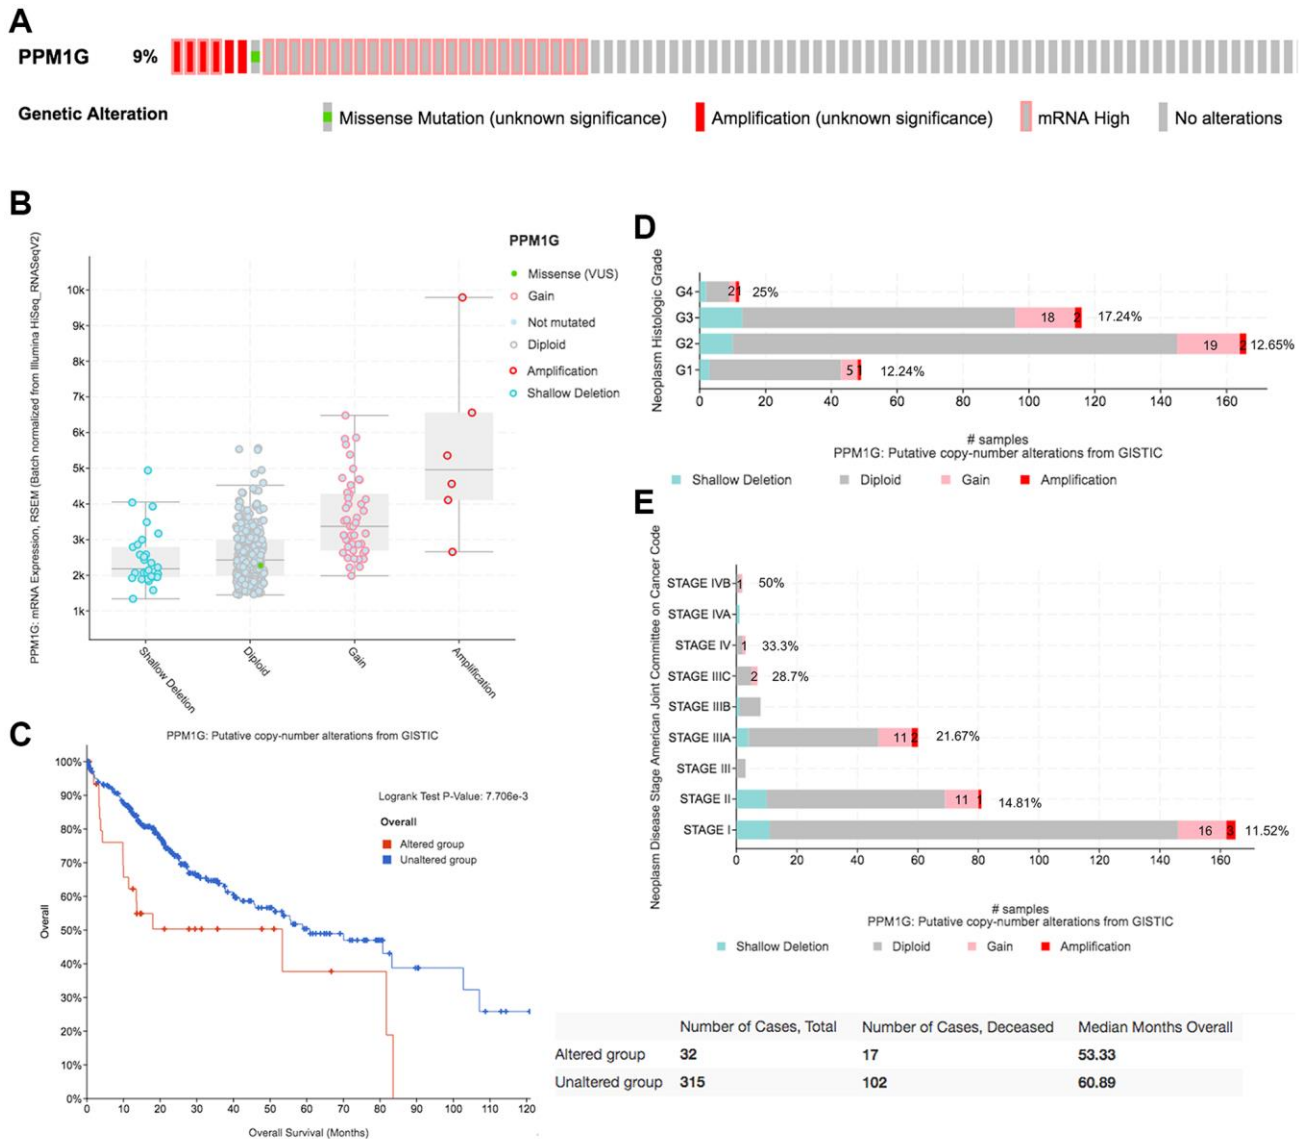 A
PPM1G 9%
Genetic Alteration
Missense Mutation (unknown significance)
Amplification (unknown significance)
mRNA High
No alterations
B
PPM1G: mRNA Expression, RSEM (Batch normalized from Illumina HiSeq_RNASeqV2)
10k
9k
8k
7k
6k
5k
4k
3k
2k
1k
Shallow Deletion
Diploid
Gain
Amplification
PPM1G: Putative copy-number alterations from GISTIC
PPM1G
Missense (VUS)
Gain
Not mutated
Diploid
Amplification
Shallow Deletion
C
Overall
100%
90%
80%
70%
60%
50%
40%
30%
20%
10%
0%
0 10 20 30 40 50 60 70 80 90 100 110 120
Overall Survival (Months)
Logrank Test P-Value: 7.706e-3
Overall
Altered group
Unaltered group
D
Neoplasm Histologic Grade
G4 2 1 25%
G3 18 2 17.24%
G2 19 2 12.65%
G1 5 1 12.24%
0 20 40 60 80 100 120 140 160
# samples
PPM1G: Putative copy-number alterations from GISTIC
Shallow Deletion Diploid Gain Amplification
E
Neoplasm Disease Stage American Joint Committee on Cancer Code
STAGE IVB 1 50%
STAGE IVA
STAGE IV 1 33.3%
STAGE IIIC 2 28.7%
STAGE IIIB
STAGE IIIA 11 2 21.67%
STAGE III
STAGE II 11 1 14.81%
STAGE I 16 3 11.52%
0 20 40 60 80 100 120 140 160
# samples
PPM1G: Putative copy-number alterations from GISTIC
Shallow Deletion Diploid Gain Amplification
Number of Cases, Total Number of Cases, Deceased Median Months Overall
Altered group 32 17 53.33
Unaltered group 315 102 60.89